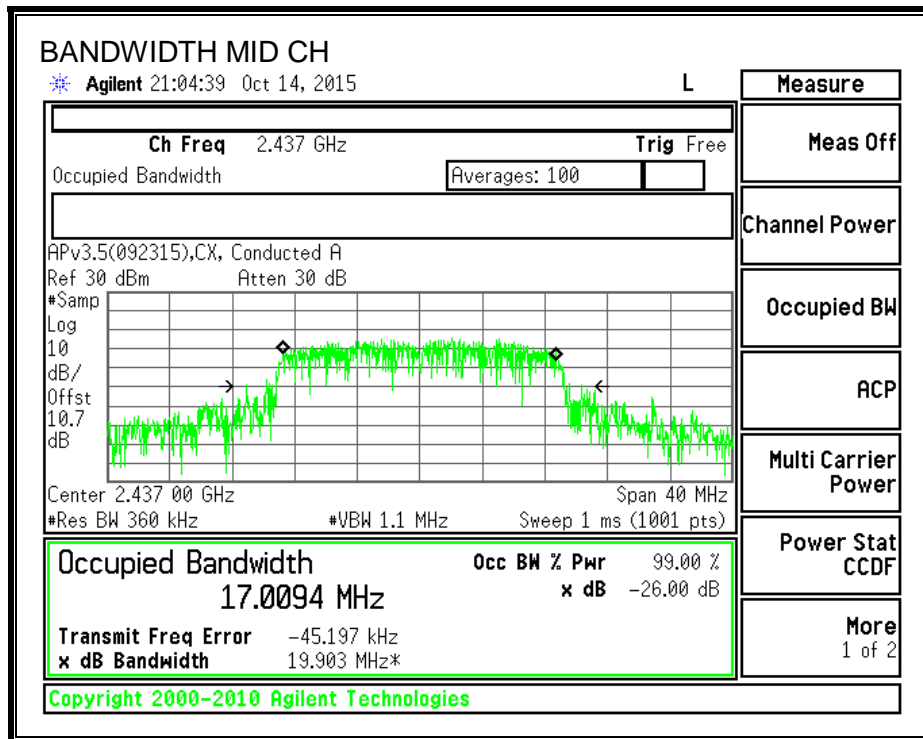 BANDWIDTH MID CH
Agilent 21:04:39 Oct 14, 2015 L
Measure
Ch Freq 2.437 GHz Trig Free
Occupied Bandwidth Averages: 100
APv3.5(092315),CX, Conducted A
Ref 30 dBm Atten 30 dB
#Samp
Log
10
dB/
Offst
10.7
dB
Center 2.437 00 GHz Span 40 MHz
#Res BW 360 kHz #VBW 1.1 MHz Sweep 1 ms (1001 pts)
Occupied Bandwidth Occ BW % Pwr 99.00 %
17.0094 MHz x dB -26.00 dB
Transmit Freq Error -45.197 kHz
x dB Bandwidth 19.903 MHz*
Meas Off
Channel Power
Occupied BW
ACP
Multi Carrier
Power
Power Stat
CCDF
More
1 of 2
Copyright 2000-2010 Agilent Technologies